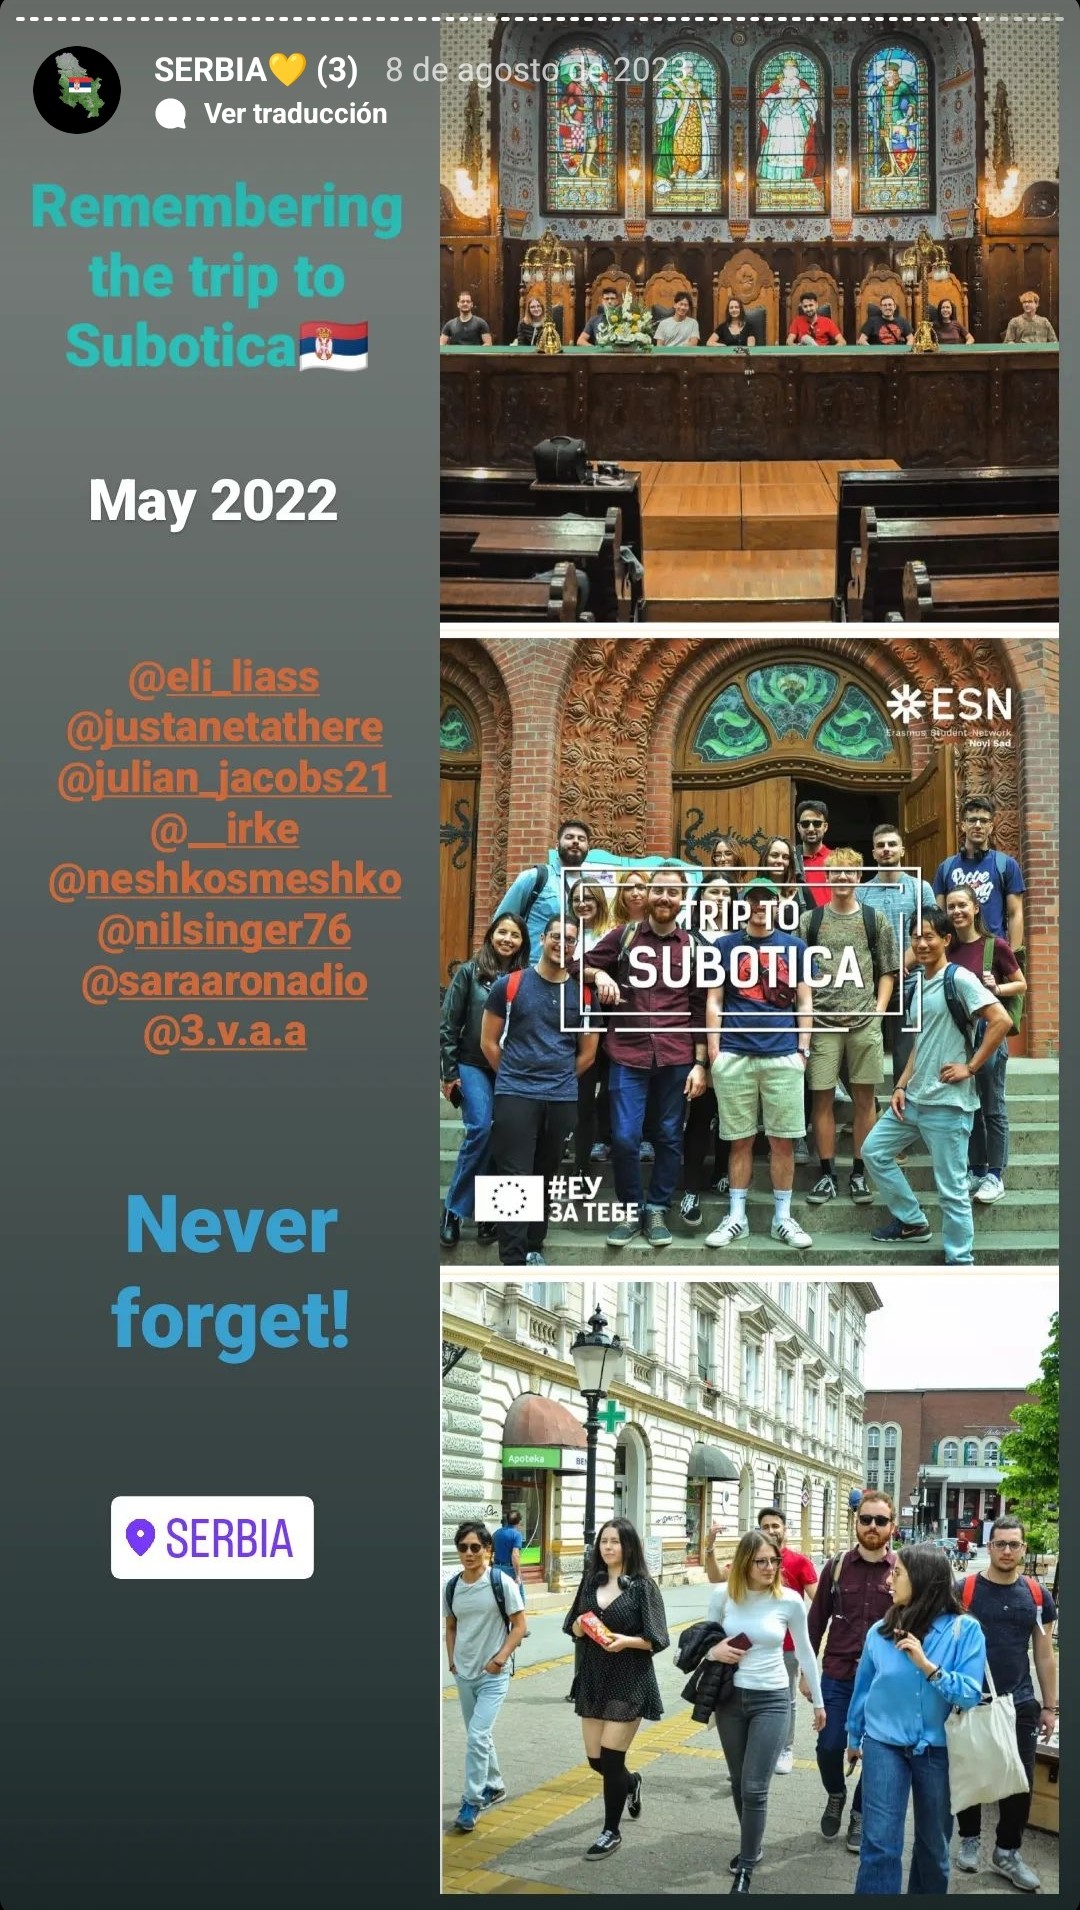 SERBIA💛 (3) 8 de agosto de 2023
Ver traducción
Remembering
the trip to
Subotica🇷🇸
May 2022
@eli_liass
@justanetathere
@julian_jacobs21
@__irke
@neshkosmeshko
@nilsinger76
@saraaronadio
@3.v.a.a
Never
forget!
SERBIA
ESN
Erasmus Student Network
Novi Sad
TRIP TO
SUBOTICA
#ЕУ
ЗА ТЕБЕ
Apoteka